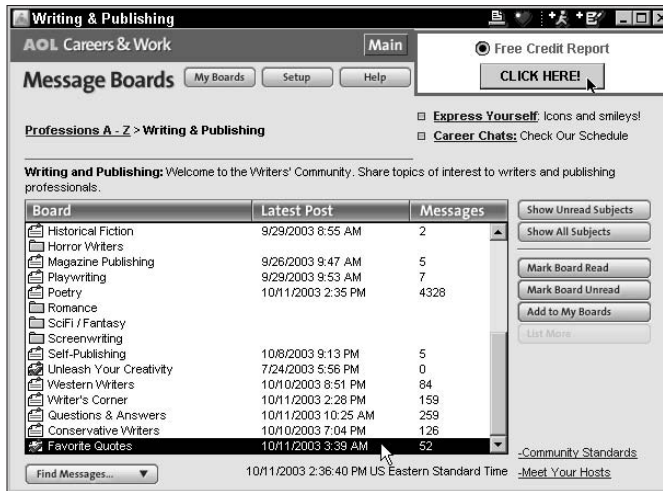 Writing & Publishing
AOL Careers & Work
Main
Free Credit Report
Message Boards
My Boards
Setup
Help
CLICK HERE!
Express Yourself: Icons and smileys!
Professions A - Z > Writing & Publishing
Career Chats: Check Our Schedule
Writing and Publishing: Welcome to the Writers' Community. Share topics of interest to writers and publishing
professionals.
Board Latest Post Messages
Historical Fiction 9/29/2003 8:55 AM 2
Horror Writers
Magazine Publishing 9/26/2003 9:47 AM 5
Playwriting 9/29/2003 9:53 AM 7
Poetry 10/11/2003 2:35 PM 4328
Romance
SciFi / Fantasy
Screenwriting
Self-Publishing 10/8/2003 9:13 PM 5
Unleash Your Creativity 7/24/2003 5:56 PM 0
Western Writers 10/10/2003 8:51 PM 84
Writer's Corner 10/11/2003 2:28 PM 159
Questions & Answers 10/11/2003 10:25 AM 259
Conservative Writers 10/10/2003 7:04 PM 126
Favorite Quotes 10/11/2003 3:39 AM 52
Show Unread Subjects
Show All Subjects
Mark Board Read
Mark Board Unread
Add to My Boards
List More
-Community Standards
Find Messages...
10/11/2003 2:36:40 PM US Eastern Standard Time
-Meet Your Hosts